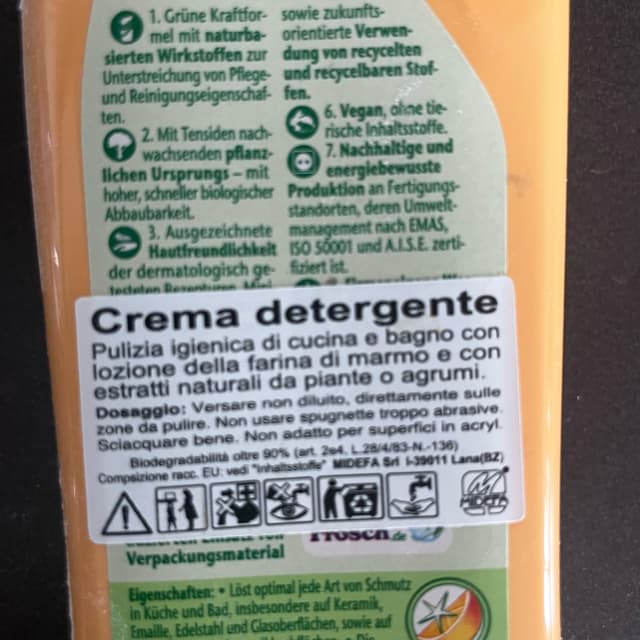 1. Grüne Kraftfor-
mel mit naturba-
sierten Wirkstoffen zur
Unterstreichung von Pflege-
und Reinigungseigenschaf-
ten.
2. Mit Tensiden nach-
wachsenden pflanz-
lichen Ursprungs – mit
hoher, schneller biologischer
Abbaubarkeit.
3. Ausgezeichnete
Hautfreundlichkeit
der dermatologisch ge-
testeten
sowie zukunfts-
orientierte Verwen-
dung von recycelten
und recycelbaren Stof-
fen.
6. Vegan, ohne tie-
rische Inhaltsstoffe.
7. Nachhaltige und
energiebewusste
Produktion an Fertigungs-
standorten, deren Umwelt-
management nach EMAS,
ISO 50001 und A.I.S.E. zerti-
fiziert ist.
Crema detergente
Pulizia igienica di cucina e bagno con
lozione della farina di marmo e con
estratti naturali da piante o agrumi.
Dosaggio: Versare non diluito, direttamente sulle
zone da pulire. Non usare spugnette troppo abrasive.
Sciacquare bene. Non adatto per superfici in acryl.
Biodegradabilità oltre 90% (art. 2e4, L.28/4/83-N.-136)
Compsizione racc. EU: vedi "Inhaltsstoffe" MIDEFA Srl I-39011 Lana(BZ)
MIDEFA
Verpackungsmaterial
Frosch.de
Eigenschaften: • Löst optimal jede Art von Schmutz
in Küche und Bad, insbesondere auf Keramik,
Emaille, Edelstahl und Glasoberflächen, sowie auf